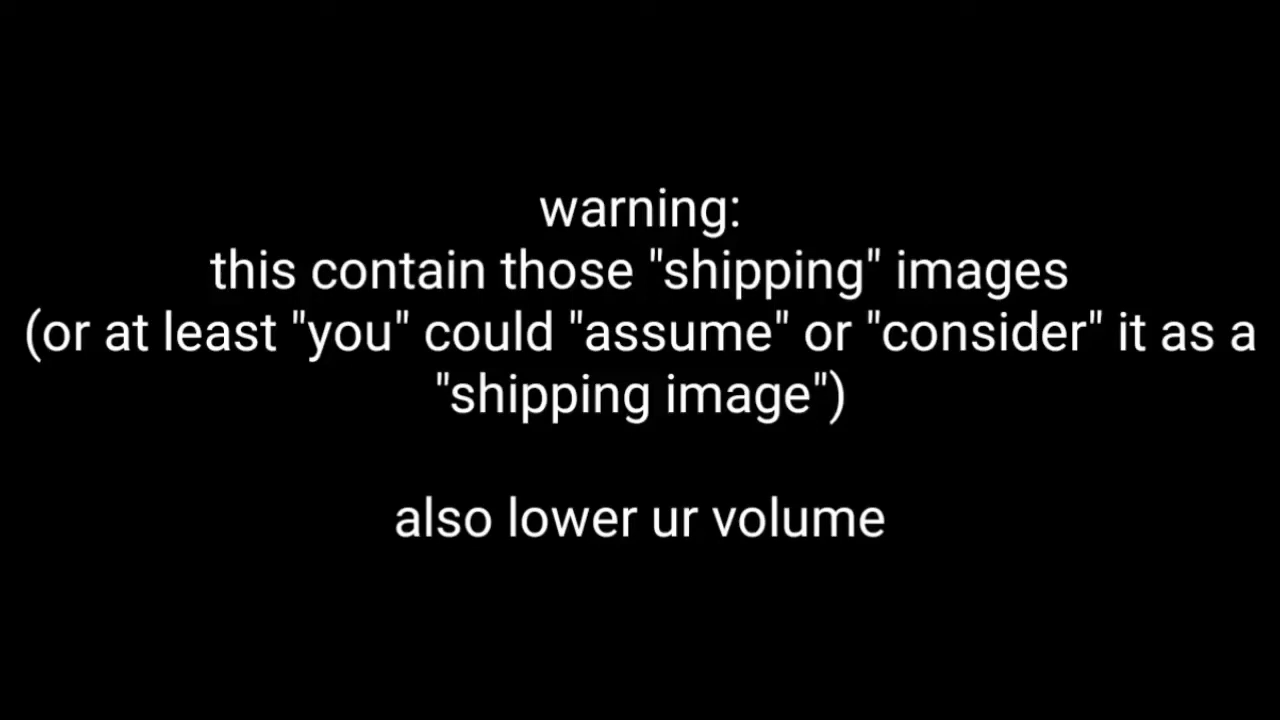 warning:
this contain those "shipping" images
(or at least "you" could "assume" or "consider" it as a
"shipping image")
also lower ur volume